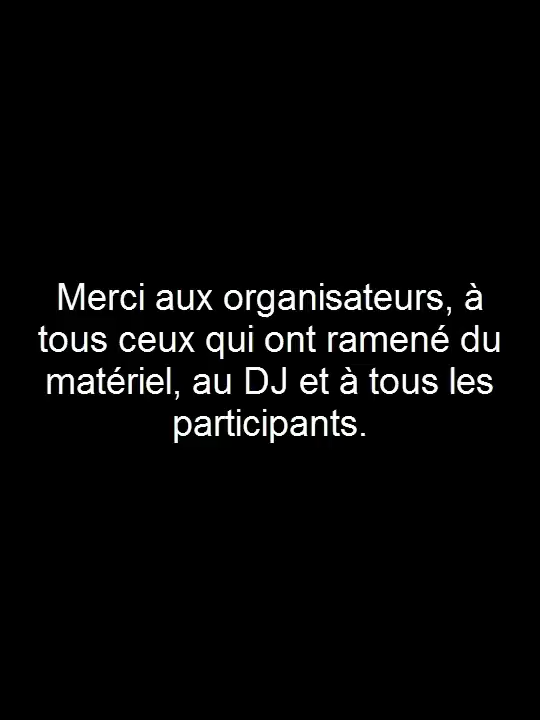 Merci aux organisateurs, à
tous ceux qui ont ramené du
matériel, au DJ et à tous les
participants.